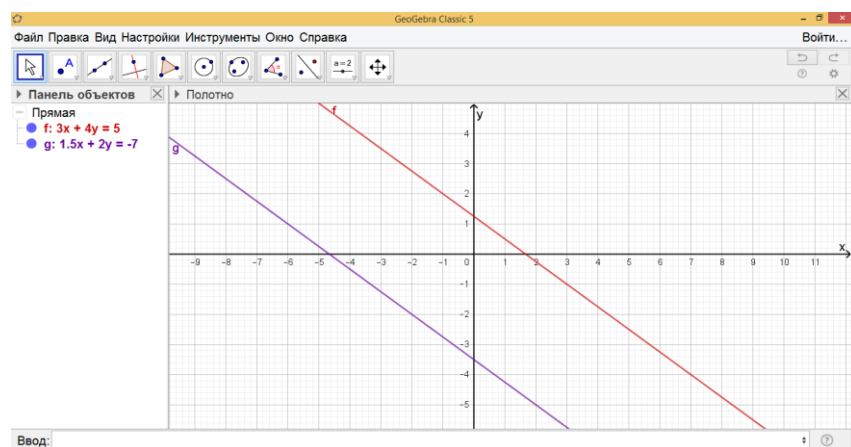 GeoGebra Classic 5
Файл Правка Вид Настройки Инструменты Окно Справка
Войти...
A
α
a=2
Панель объектов
Полотно
Прямая
f: 3x + 4y = 5
g: 1.5x + 2y = -7
f
g
y
x
4
3
2
1
-9 -8 -7 -6 -5 -4 -3 -2 -1 0 1 2 3 4 5 6 7 8 9 10 11
-1
-2
-3
-4
-5
Ввод: